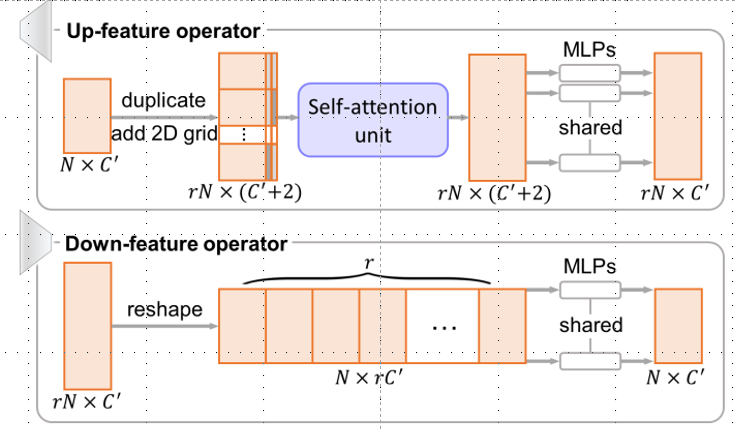 Up-feature operator
MLPs
duplicate
add 2D grid
⋮
Self-attention
unit
shared
N × C′
rN × (C′+2)
rN × (C′+2)
rN × C′
Down-feature operator
r
MLPs
reshape
...
shared
N × rC′
N × C′
rN × C′